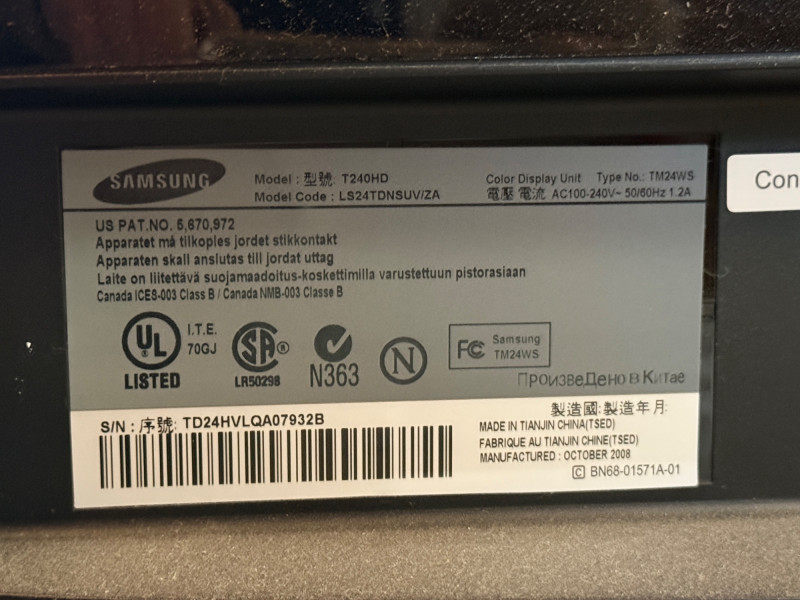 SAMSUNG
Model : 型號: T240HD
Model Code : LS24TDNSUV/ZA
Color Display Unit Type No.: TM24WS
電壓 電流 AC100-240V~ 50/60Hz 1.2A
US PAT.NO. 5,870,972
Apparatet må tilkoples jordet stikkontakt
Apparaten skall anslutas till jordat uttag
Laite on liitettävä suojamaadoitus-koskettimilla varustettuun pistorasiaan
Canada ICES-003 Class B / Canada NMB-003 Classe B
UL
LISTED
I.T.E.
70GJ
SA
LR50298
N363
N
FC
Samsung
TM24WS
ПроизвеДено в Китае
S/N : 序號: TD24HVLQA07932B
製造國: 製造年月:
MADE IN TIANJIN CHINA(TSED)
FABRIQUE AU TIANJIN CHINE(TSED)
MANUFACTURED : OCTOBER 2008
C BN68-01571A-01
Con